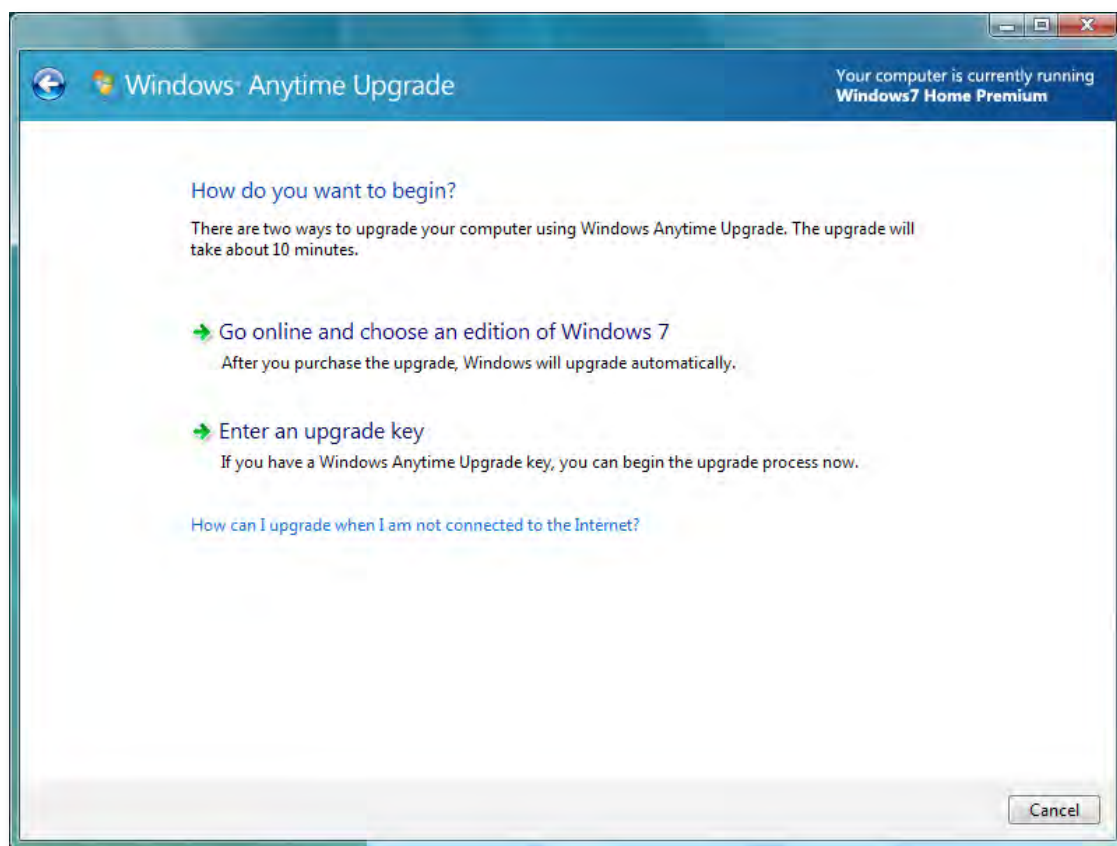 Windows Anytime Upgrade
Your computer is currently running
Windows7 Home Premium
How do you want to begin?
There are two ways to upgrade your computer using Windows Anytime Upgrade. The upgrade will
take about 10 minutes.
Go online and choose an edition of Windows 7
After you purchase the upgrade, Windows will upgrade automatically.
Enter an upgrade key
If you have a Windows Anytime Upgrade key, you can begin the upgrade process now.
How can I upgrade when I am not connected to the Internet?
Cancel